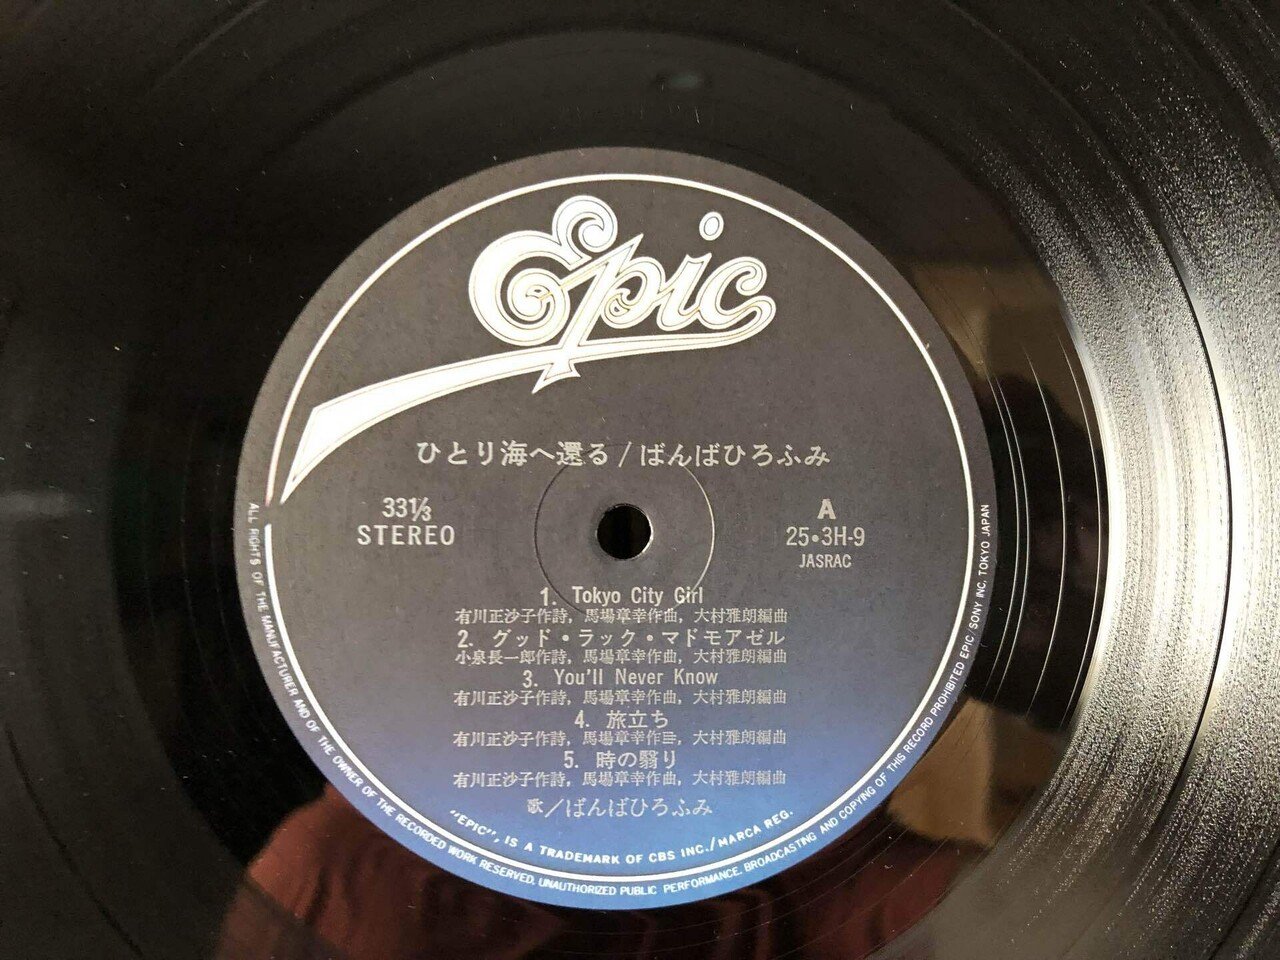 Epic
ひとり海へ還る/ばんばひろふみ
33⅓
STEREO
A
25・3H-9
JASRAC
1. Tokyo City Girl
有川正沙子作詩, 馬場章幸作曲, 大村雅朗編曲
2. グッド・ラック・マドモアゼル
小泉長一郎作詩, 馬場章幸作曲, 大村雅朗編曲
3. You'll Never Know
有川正沙子作詩, 馬場章幸作曲, 大村雅朗編曲
4. 旅立ち
有川正沙子作詩, 馬場章幸作曲, 大村雅朗編曲
5. 時の翳り
有川正沙子作詩, 馬場章幸作曲, 大村雅朗編曲
歌/ばんばひろふみ
"EPIC", IS A TRADEMARK OF CBS INC./MARCA REG.
ALL RIGHTS OF THE MANUFACTURER AND OF THE OWNER OF THE RECORDED WORK RESERVED. UNAUTHORIZED PUBLIC PERFORMANCE, BROADCASTING AND COPYING OF THIS RECORD PROHIBITED EPIC/SONY INC. TOKYO JAPAN